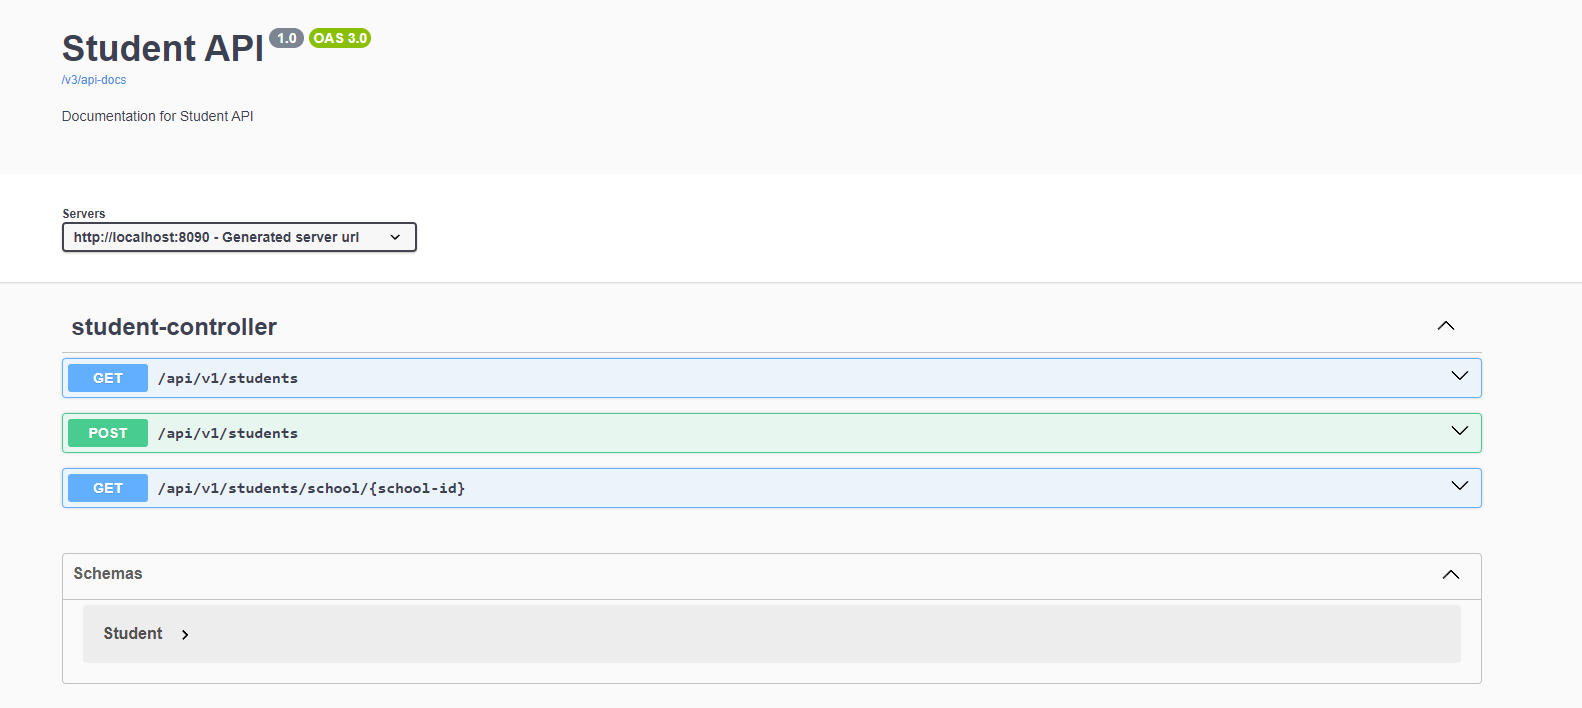 Student API 1.0 OAS 3.0
/v3/api-docs
Documentation for Student API
Servers
http://localhost:8090 - Generated server url
student-controller
GET /api/v1/students
POST /api/v1/students
GET /api/v1/students/school/{school-id}
Schemas
Student